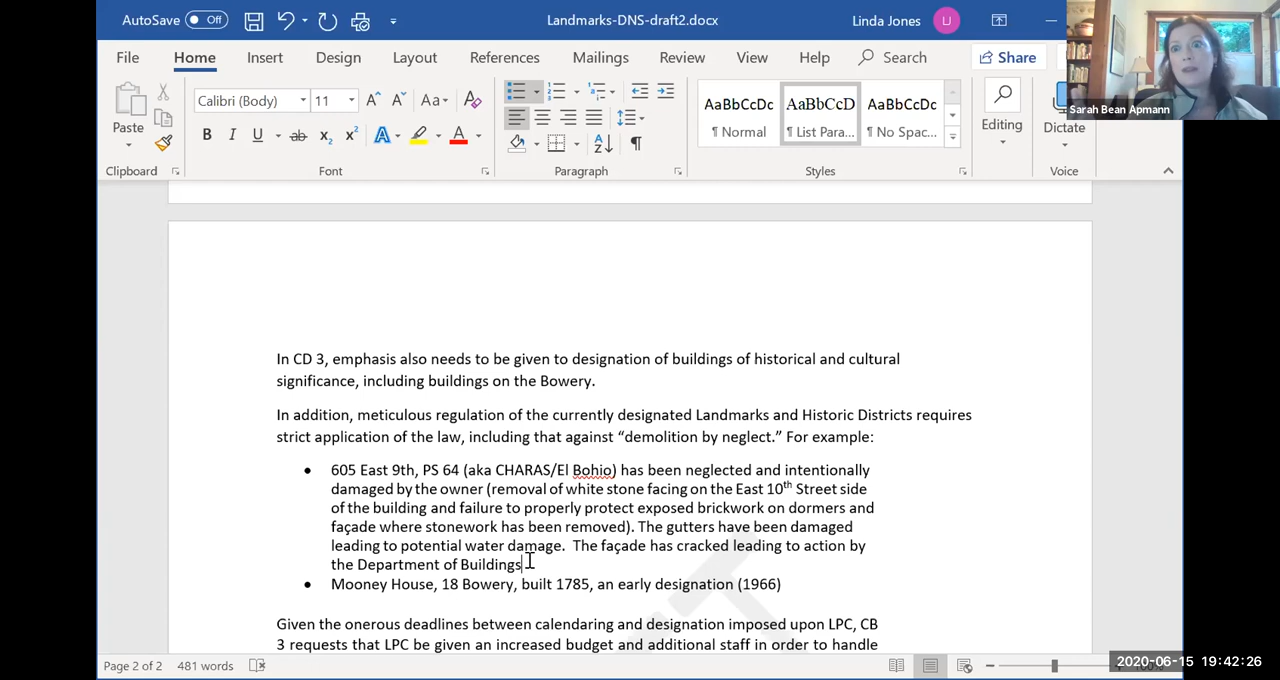 AutoSave Off Landmarks-DNS-draft2.docx Linda Jones LJ
File Home Insert Design Layout References Mailings Review View Help Search Share
Sarah Bean Apmann
Paste
Calibri (Body) 11
AaBbCcDc AaBbCcD AaBbCcDc
¶ Normal ¶ List Para... ¶ No Spac...
Editing
Dictate
Clipboard Font Paragraph Styles Voice
In CD 3, emphasis also needs to be given to designation of buildings of historical and cultural
significance, including buildings on the Bowery.
In addition, meticulous regulation of the currently designated Landmarks and Historic Districts requires
strict application of the law, including that against “demolition by neglect.” For example:
• 605 East 9th, PS 64 (aka CHARAS/El Bohio) has been neglected and intentionally
damaged by the owner (removal of white stone facing on the East 10th Street side
of the building and failure to properly protect exposed brickwork on dormers and
façade where stonework has been removed). The gutters have been damaged
leading to potential water damage.  The façade has cracked leading to action by
the Department of Buildings
• Mooney House, 18 Bowery, built 1785, an early designation (1966)
Given the onerous deadlines between calendaring and designation imposed upon LPC, CB
3 requests that LPC be given an increased budget and additional staff in order to handle
Page 2 of 2 481 words
2020-06-15 19:42:26